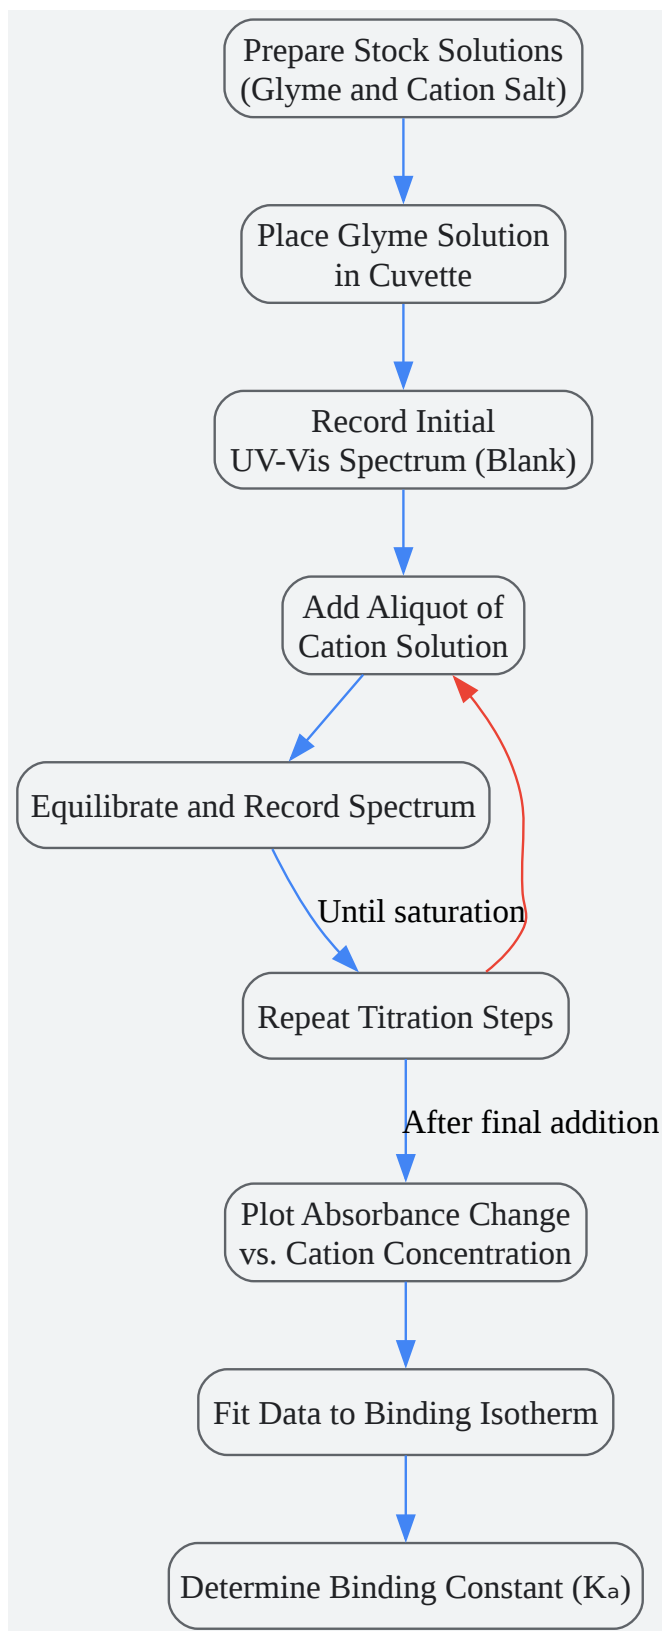 Prepare Stock Solutions
(Glyme and Cation Salt)
Place Glyme Solution
in Cuvette
Record Initial
UV-Vis Spectrum (Blank)
Add Aliquot of
Cation Solution
Equilibrate and Record Spectrum
Until saturation
Repeat Titration Steps
After final addition
Plot Absorbance Change
vs. Cation Concentration
Fit Data to Binding Isotherm
Determine Binding Constant (Kₐ)